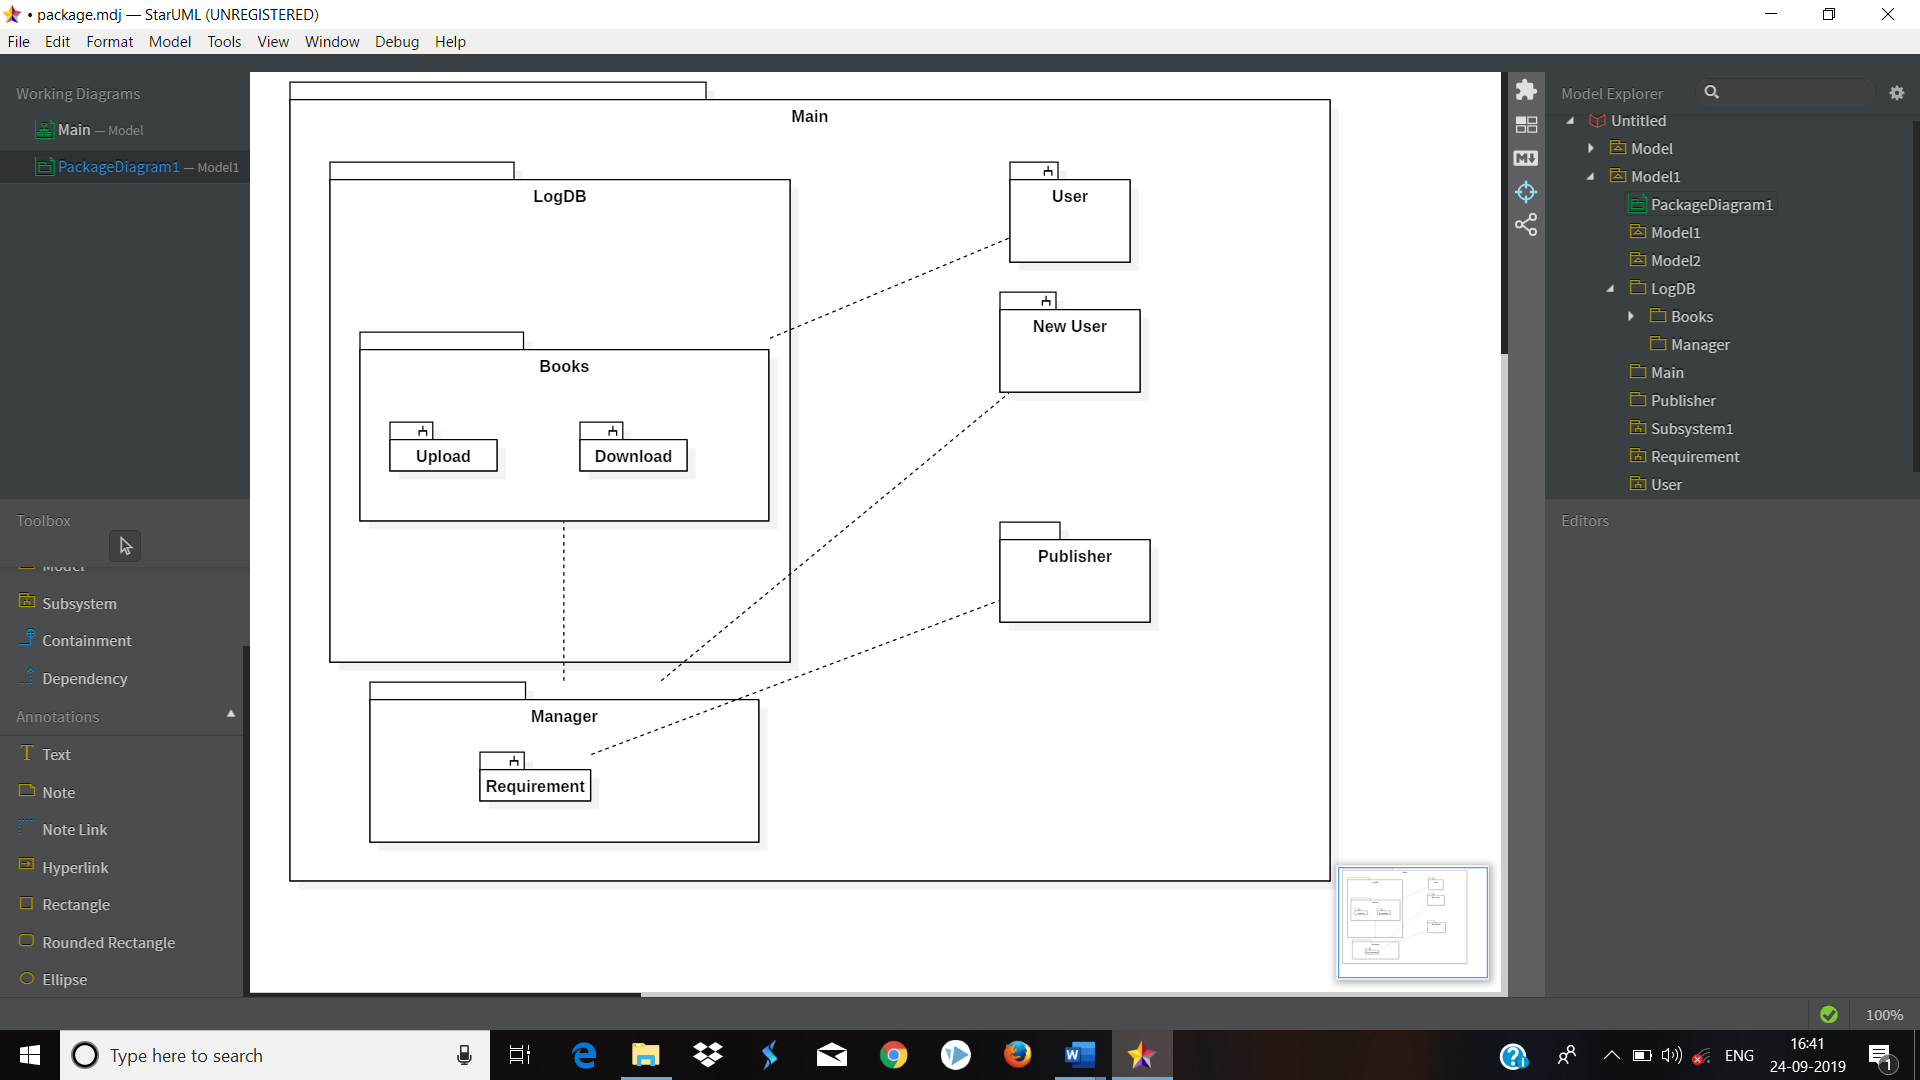 • package.mdj — StarUML (UNREGISTERED)
File Edit Format Model Tools View Window Debug Help
Working Diagrams
Main — Model
PackageDiagram1 — Model1
Toolbox
Model
Subsystem
Containment
Dependency
Annotations
Text
Note
Note Link
Hyperlink
Rectangle
Rounded Rectangle
Ellipse
Main
LogDB
User
New User
Books
Upload
Download
Publisher
Manager
Requirement
Model Explorer
Untitled
Model
Model1
PackageDiagram1
Model1
Model2
LogDB
Books
Manager
Main
Publisher
Subsystem1
Requirement
User
Editors
100%
Type here to search
ENG
16:41
24-09-2019
1